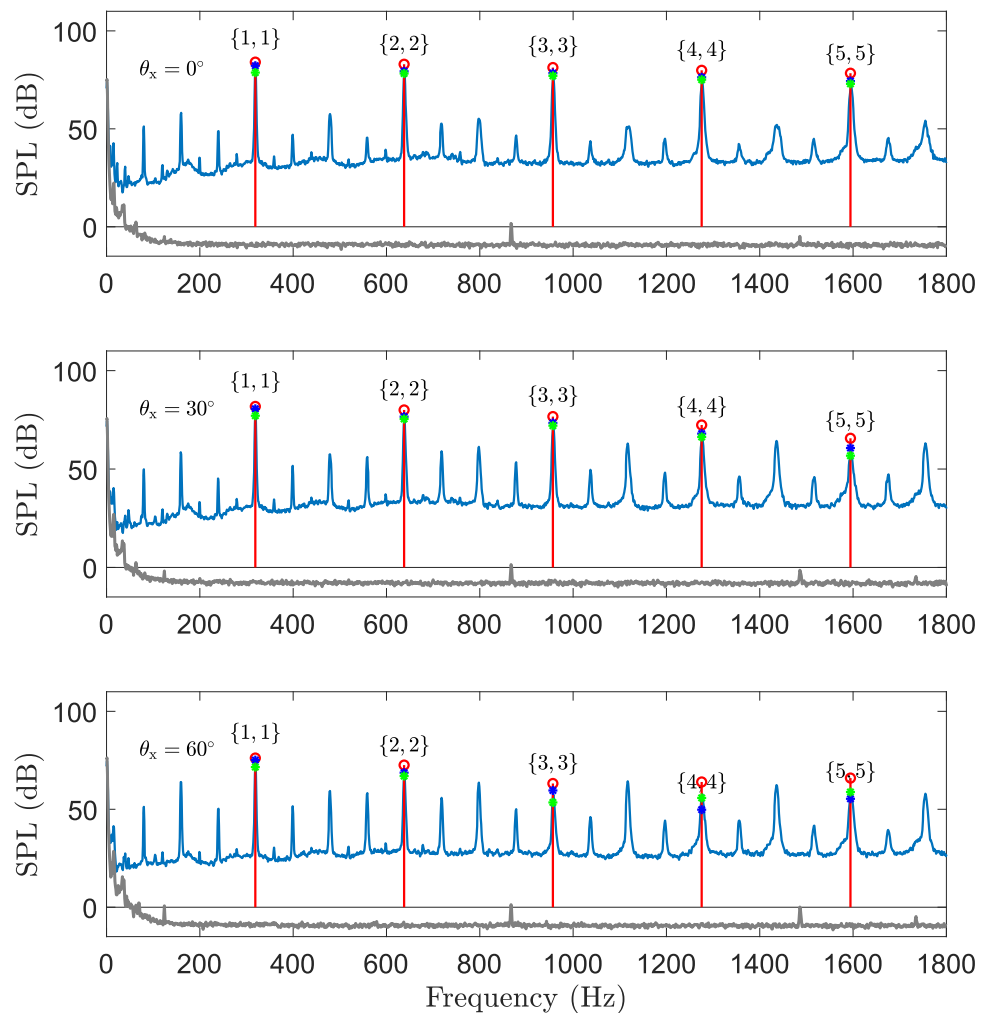 {1, 1} {2, 2} {3, 3} {4, 4} {5, 5}
θx = 0°
SPL (dB)
100
50
0
0 200 400 600 800 1000 1200 1400 1600 1800
{1, 1} {2, 2} {3, 3} {4, 4} {5, 5}
θx = 30°
SPL (dB)
100
50
0
0 200 400 600 800 1000 1200 1400 1600 1800
{1, 1} {2, 2} {3, 3} {4, 4} {5, 5}
θx = 60°
SPL (dB)
100
50
0
0 200 400 600 800 1000 1200 1400 1600 1800
Frequency (Hz)